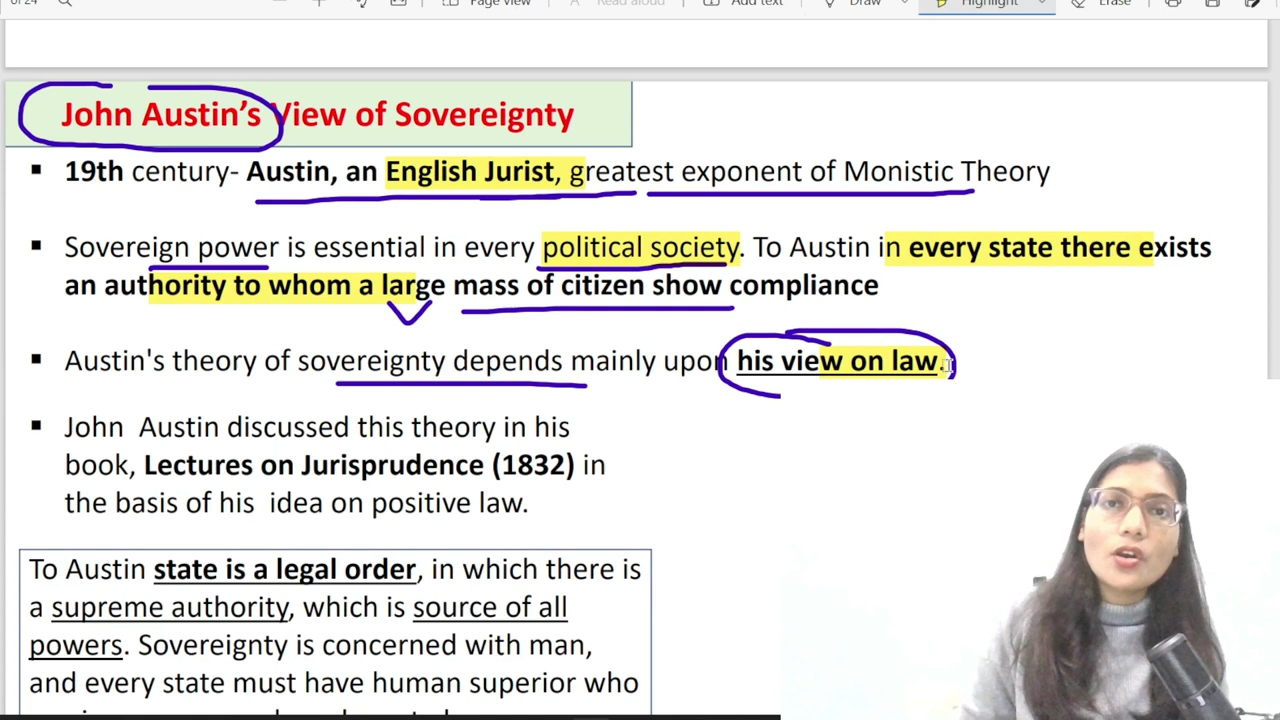 of 24
Page view
Read aloud
Add text
Draw
Highlight
Erase
John Austin's View of Sovereignty
▪ 19th century- Austin, an English Jurist, greatest exponent of Monistic Theory
▪ Sovereign power is essential in every political society. To Austin in every state there exists
an authority to whom a large mass of citizen show compliance
▪ Austin's theory of sovereignty depends mainly upon his view on law.
▪ John Austin discussed this theory in his
book, Lectures on Jurisprudence (1832) in
the basis of his idea on positive law.
To Austin state is a legal order, in which there is
a supreme authority, which is source of all
powers. Sovereignty is concerned with man,
and every state must have human superior who